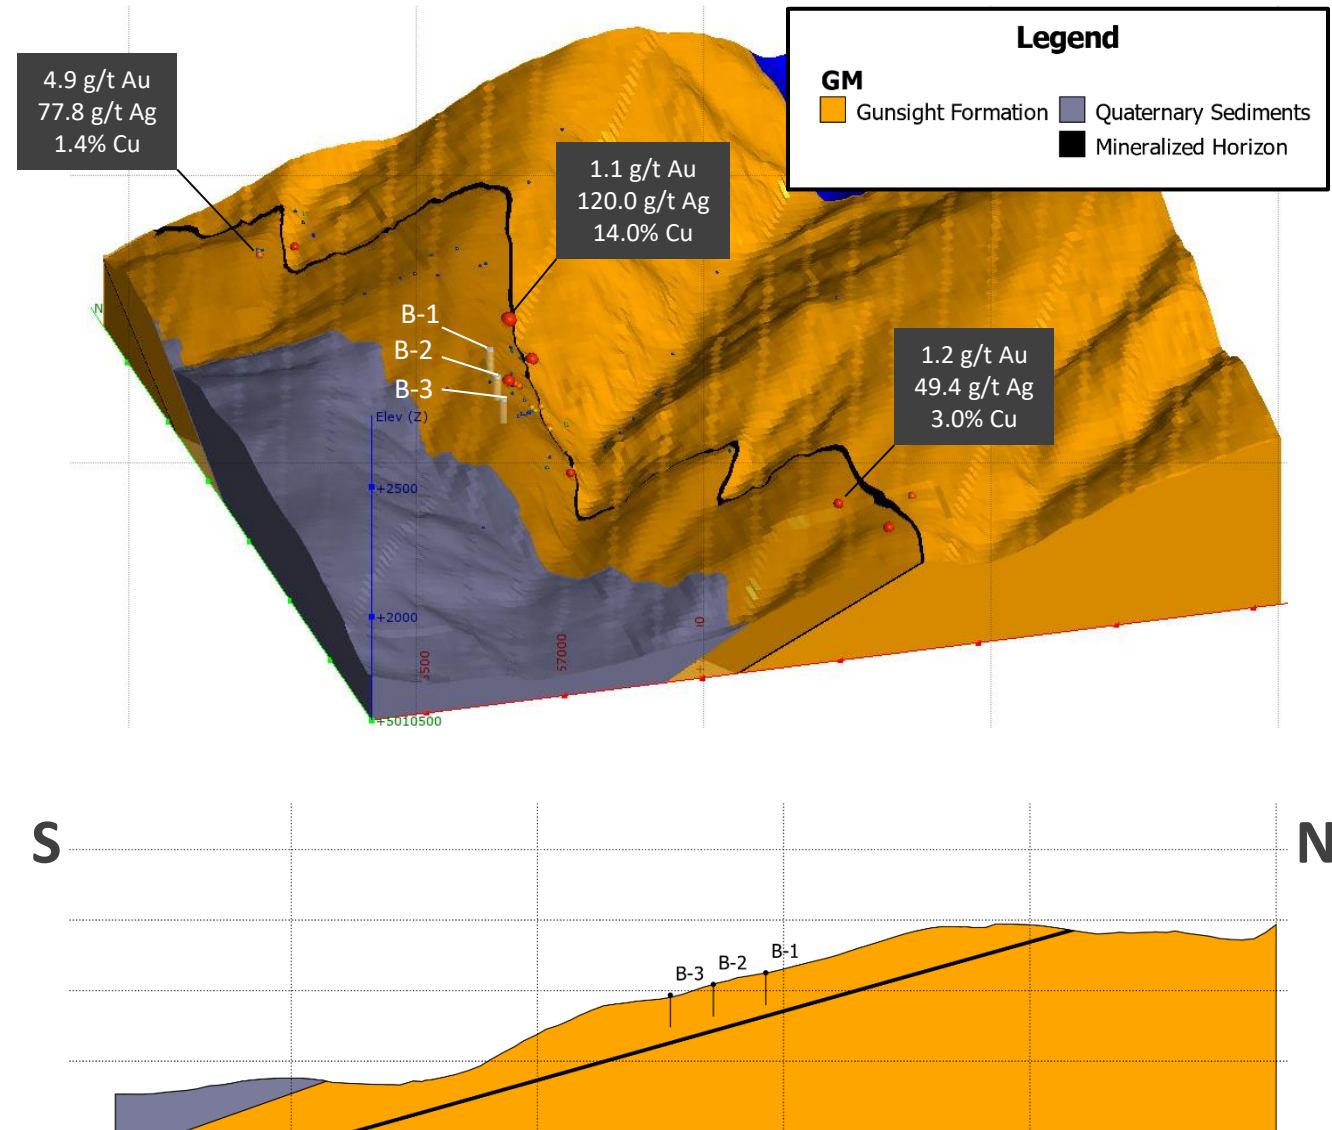 Legend
GM
Gunsight Formation
Quaternary Sediments
Mineralized Horizon
4.9 g/t Au
77.8 g/t Ag
1.4% Cu
1.1 g/t Au
120.0 g/t Ag
14.0% Cu
N
B-1
B-2
B-3
1.2 g/t Au
49.4 g/t Ag
3.0% Cu
Elev (Z)
+2500
+2000
+5010500
S
N
B-3
B-2
B-1